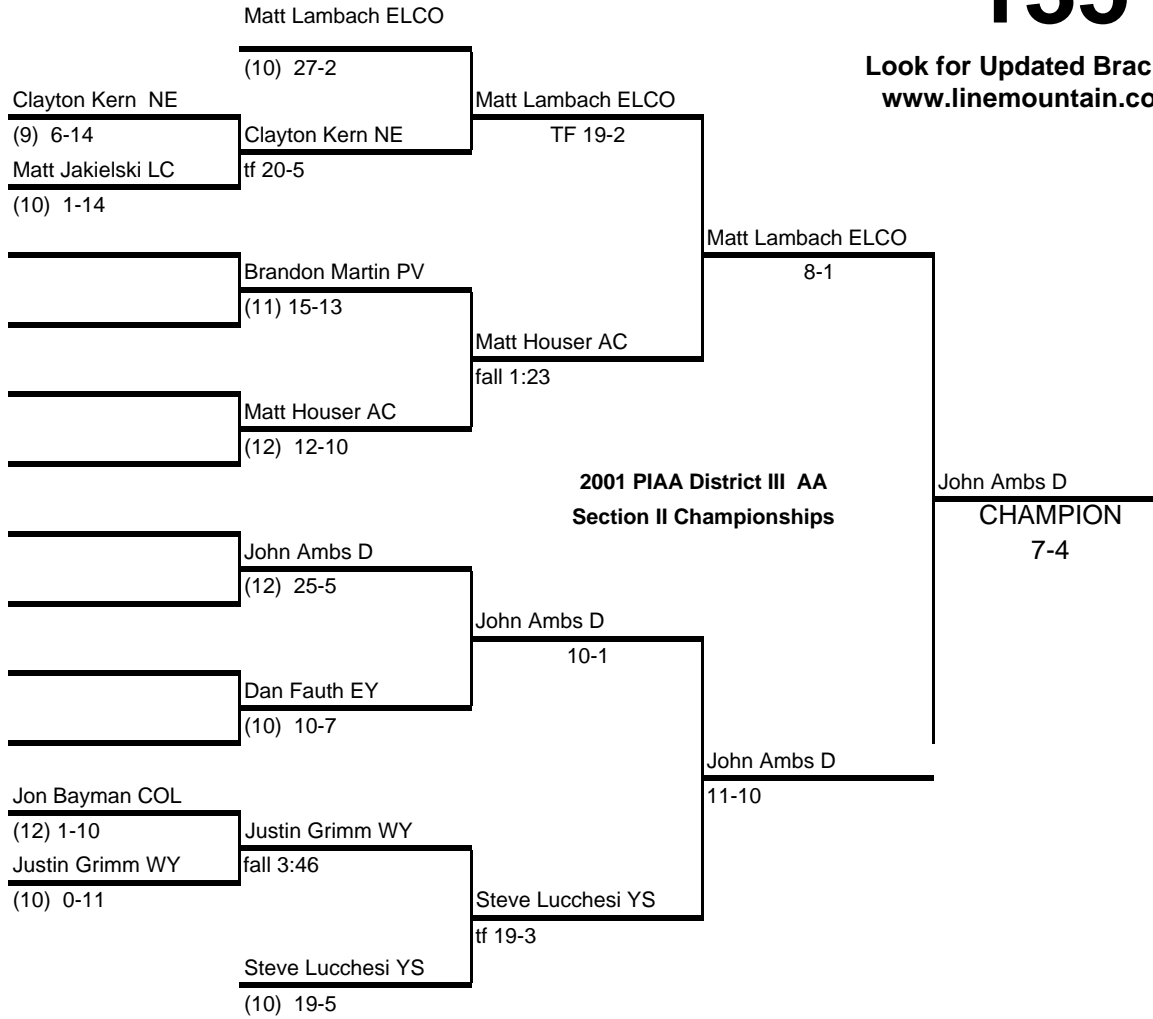 135
Look for Updated Brac
www.linemountain.co
Matt Lambach ELCO
(10) 27-2
Clayton Kern NE
(9) 6-14
Matt Jakielski LC
(10) 1-14
Clayton Kern NE
tf 20-5
Matt Lambach ELCO
TF 19-2
Brandon Martin PV
(11) 15-13
Matt Houser AC
(12) 12-10
Matt Houser AC
fall 1:23
Matt Lambach ELCO
8-1
2001 PIAA District III AA
Section II Championships
John Ambs D
CHAMPION
7-4
John Ambs D
(12) 25-5
Dan Fauth EY
(10) 10-7
John Ambs D
10-1
John Ambs D
11-10
Jon Bayman COL
(12) 1-10
Justin Grimm WY
(10) 0-11
Justin Grimm WY
fall 3:46
Steve Lucchesi YS
tf 19-3
Steve Lucchesi YS
(10) 19-5